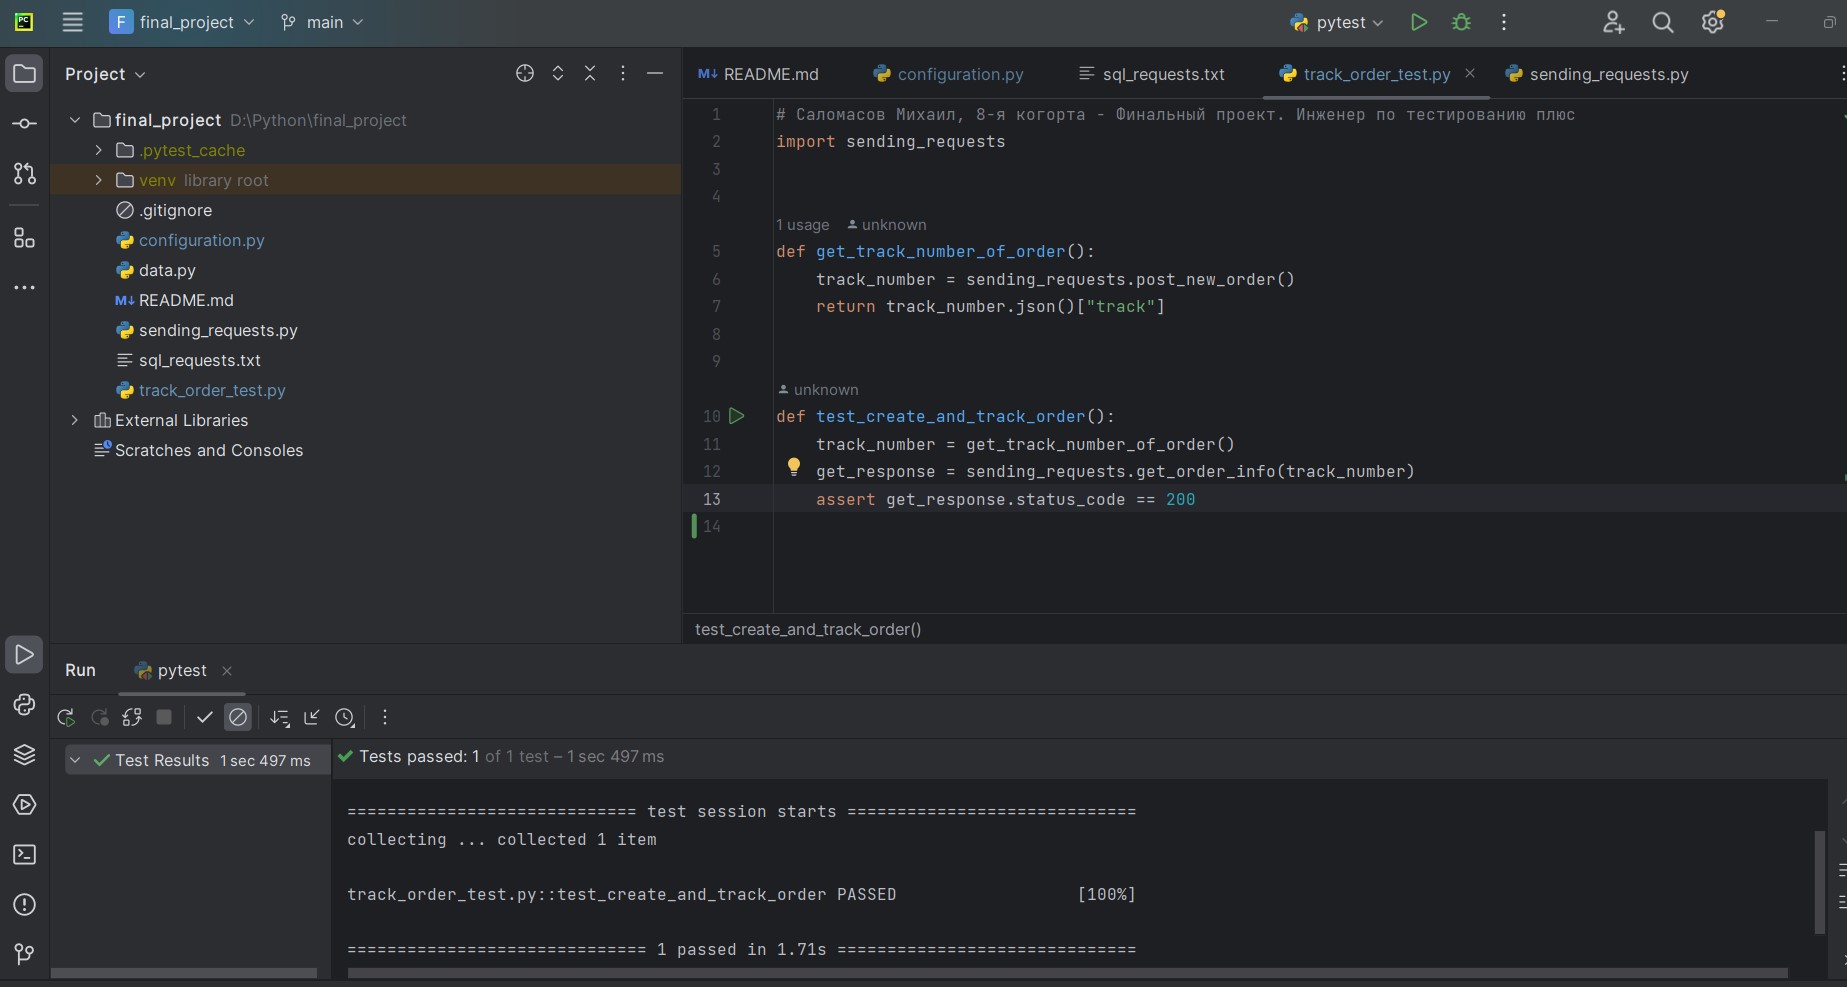 PC F final_project main pytest
Project
final_project D:\Python\final_project
.pytest_cache
venv library root
.gitignore
configuration.py
data.py
M↓ README.md
sending_requests.py
sql_requests.txt
track_order_test.py
External Libraries
Scratches and Consoles
M↓ README.md configuration.py sql_requests.txt track_order_test.py sending_requests.py
1 # Саломасов Михаил, 8-я когорта - Финальный проект. Инженер по тестированию плюс
2 import sending_requests
3
4
1 usage unknown
5 def get_track_number_of_order():
6 track_number = sending_requests.post_new_order()
7 return track_number.json()["track"]
8
9
unknown
10 def test_create_and_track_order():
11 track_number = get_track_number_of_order()
12 get_response = sending_requests.get_order_info(track_number)
13 assert get_response.status_code == 200
14
test_create_and_track_order()
Run pytest
Test Results 1 sec 497 ms
Tests passed: 1 of 1 test – 1 sec 497 ms
============================= test session starts =============================
collecting ... collected 1 item
track_order_test.py::test_create_and_track_order PASSED [100%]
============================== 1 passed in 1.71s ==============================